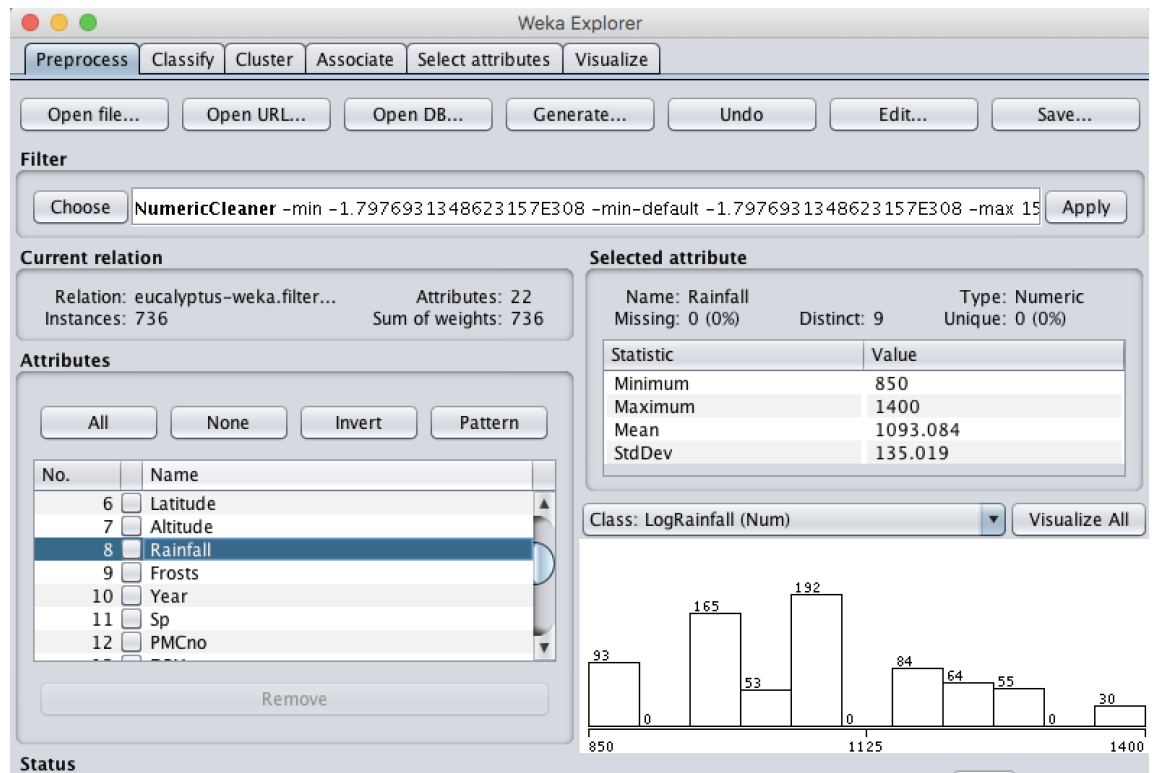 Weka Explorer
Preprocess Classify Cluster Associate Select attributes Visualize
Open file... Open URL... Open DB... Generate... Undo Edit... Save...
Filter
Choose NumericCleaner -min -1.7976931348623157E308 -min-default -1.7976931348623157E308 -max 15 Apply
Current relation
Relation: eucalyptus-weka.filter... Attributes: 22
Instances: 736 Sum of weights: 736
Attributes
All None Invert Pattern
No. Name
6 Latitude
7 Altitude
8 Rainfall
9 Frosts
10 Year
11 Sp
12 PMCno
Remove
Status
Selected attribute
Name: Rainfall Type: Numeric
Missing: 0 (0%) Distinct: 9 Unique: 0 (0%)
Statistic Value
Minimum 850
Maximum 1400
Mean 1093.084
StdDev 135.019
Class: LogRainfall (Num) Visualize All
93 0 165 53 192 0 84 64 55 0 30
850 1125 1400